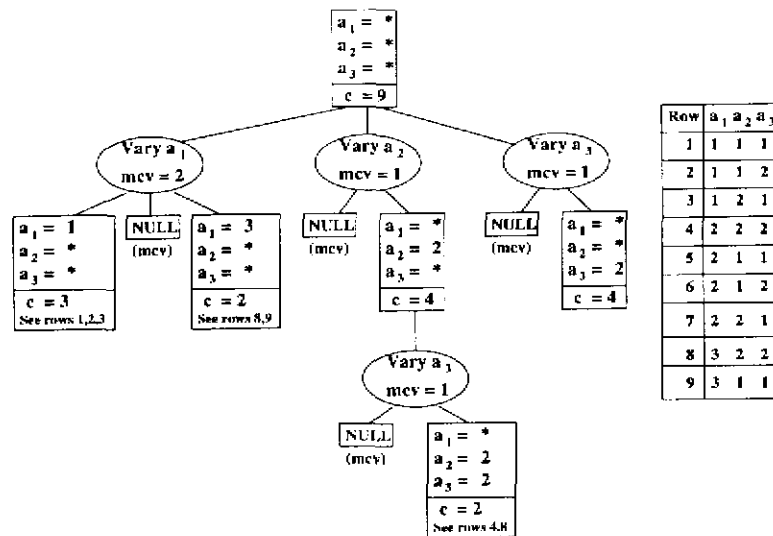 a1 = *
a2 = *
a3 = *
c = 9
Vary a1
mcv = 2
Vary a2
mcv = 1
Vary a3
mcv = 1
a1 = 1
a2 = *
a3 = *
c = 3
See rows 1,2,3
NULL
(mcv)
a1 = 3
a2 = *
a3 = *
c = 2
See rows 8,9
NULL
(mcv)
a1 = *
a2 = 2
a3 = *
c = 4
NULL
(mcv)
a1 = *
a2 = *
a3 = 2
c = 4
Vary a3
mcv = 1
NULL
(mcv)
a1 = *
a2 = 2
a3 = 2
c = 2
See rows 4,8
Row a1 a2 a3
1 1 1 1
2 1 1 2
3 1 2 1
4 2 2 2
5 2 1 1
6 2 1 2
7 2 2 1
8 3 2 2
9 3 1 1